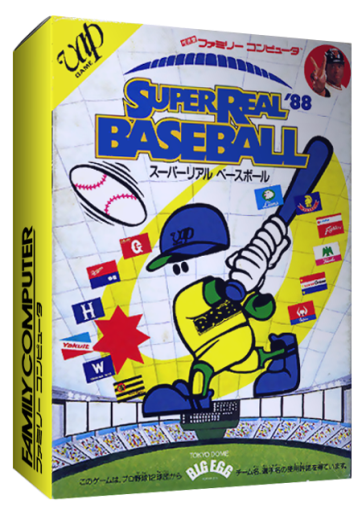 vap
GAME
ファミリー コンピュータ
SUPER REAL '88
BASEBALL
スーパーリアル ベースボール
G
H
Yakult
W
TOKYO DOME
BIG EGG
このゲームは、プロ野球12球団から
チーム名、選手名の使用許諾を得ています。
FAMILY COMPUTER
ファミリー コンピュータ